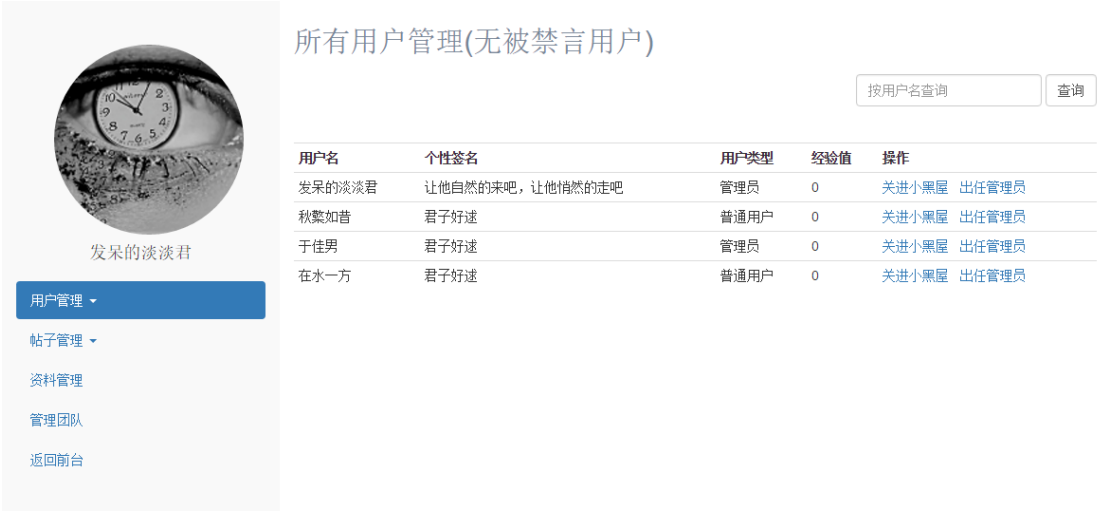 所有用户管理(无被禁言用户)
按用户名查询 查询
用户名 个性签名 用户类型 经验值 操作
发呆的淡淡君 让他自然的来吧，让他悄然的走吧 管理员 0 关进小黑屋 出任管理员
秋繄如昔 君子好逑 普通用户 0 关进小黑屋 出任管理员
于佳男 君子好逑 管理员 0 关进小黑屋 出任管理员
在水一方 君子好逑 普通用户 0 关进小黑屋 出任管理员
发呆的淡淡君
用户管理
帖子管理
资料管理
管理团队
返回前台